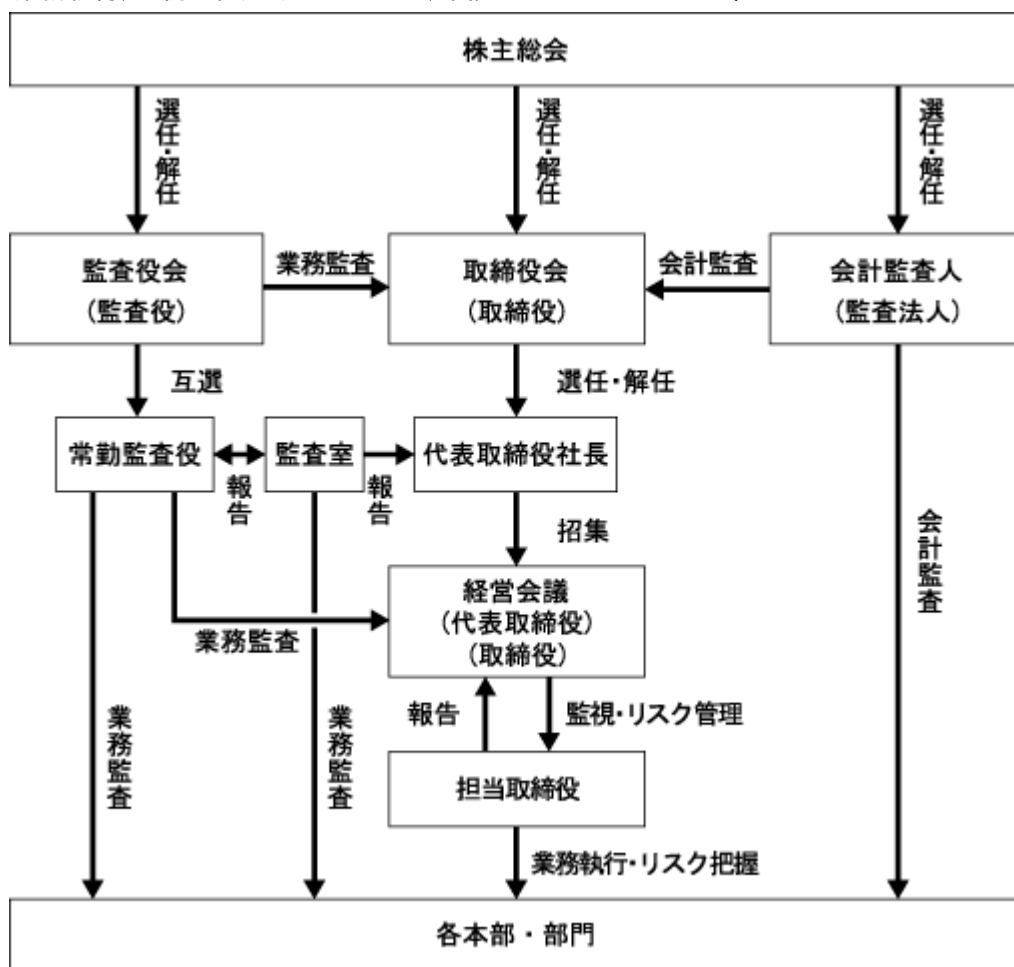 株主総会
選任・解任
選任・解任
選任・解任
監査役会
(監査役)
業務監査
取締役会
(取締役)
会計監査
会計監査人
(監査法人)
互選
選任・解任
常勤監査役
報告
監査室
報告
代表取締役社長
招集
会計監査
経営会議
(代表取締役)
(取締役)
業務監査
業務監査
業務監査
報告
監視・リスク管理
担当取締役
業務執行・リスク把握
各本部・部門